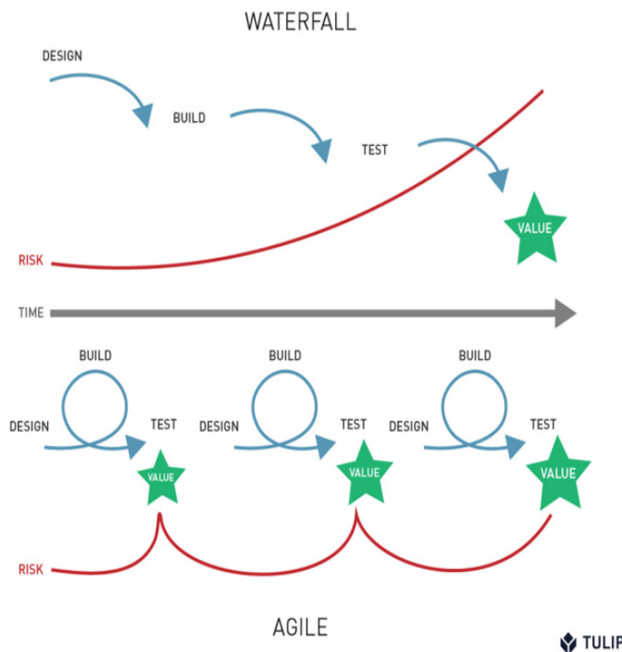 WATERFALL
DESIGN
BUILD
TEST
VALUE
RISK
TIME
BUILD
BUILD
BUILD
DESIGN
TEST
DESIGN
TEST
DESIGN
TEST
VALUE
VALUE
VALUE
RISK
AGILE
TULIP